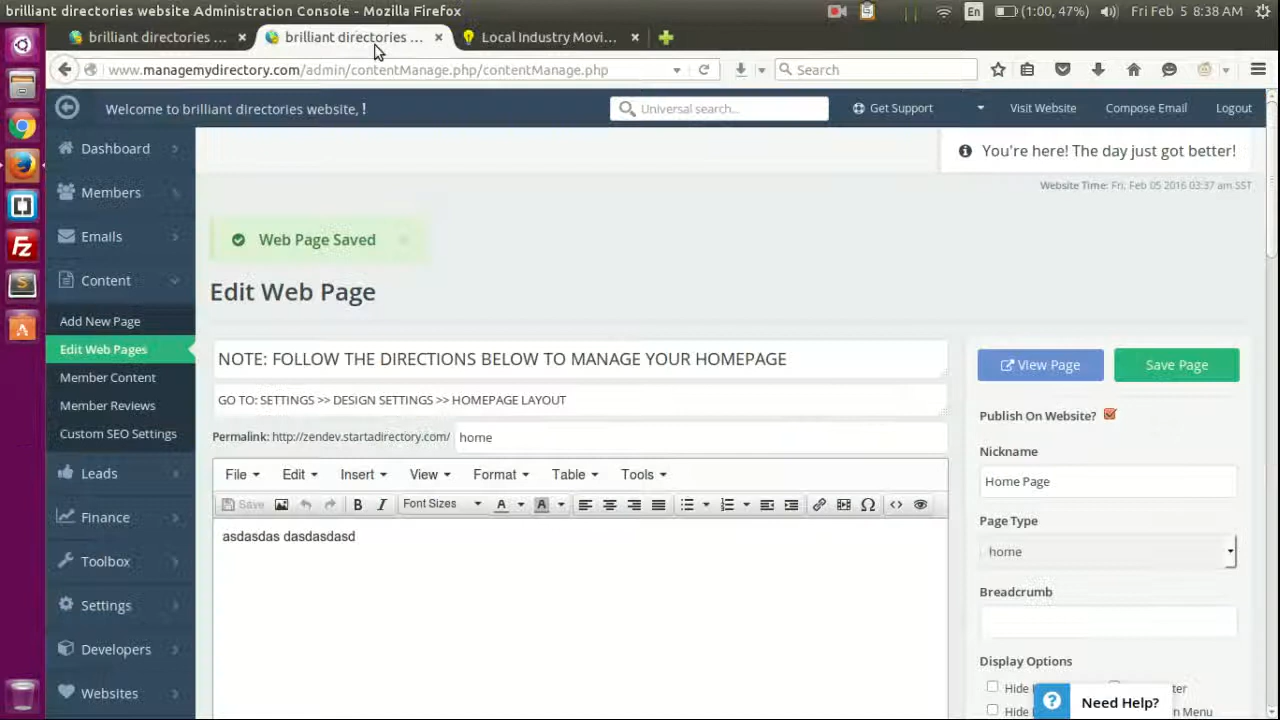 brilliant directories website Administration Console - Mozilla Firefox
En
(1:00, 47%)
Fri Feb 5 8:38 AM
brilliant directories ...
brilliant directories ...
Local Industry Movi...
www.managemydirectory.com/admin/contentManage.php/contentManage.php
Search
Welcome to brilliant directories website, !
Universal search...
Get Support
Visit Website
Compose Email
Logout
Dashboard
Members
Emails
Content
Add New Page
Edit Web Pages
Member Content
Member Reviews
Custom SEO Settings
Leads
Finance
Toolbox
Settings
Developers
Websites
You're here! The day just got better!
Website Time: Fri, Feb 05 2016 03:37 am SST
Web Page Saved
Edit Web Page
NOTE: FOLLOW THE DIRECTIONS BELOW TO MANAGE YOUR HOMEPAGE
GO TO: SETTINGS >> DESIGN SETTINGS >> HOMEPAGE LAYOUT
Permalink: http://zendev.startadirectory.com/ home
File Edit Insert View Format Table Tools
Save B I Font Sizes A A
asdasdas dasdasdasd
View Page
Save Page
Publish On Website?
Nickname
Home Page
Page Type
home
Breadcrumb
Display Options
Hide
Hide
Menu
Need Help?